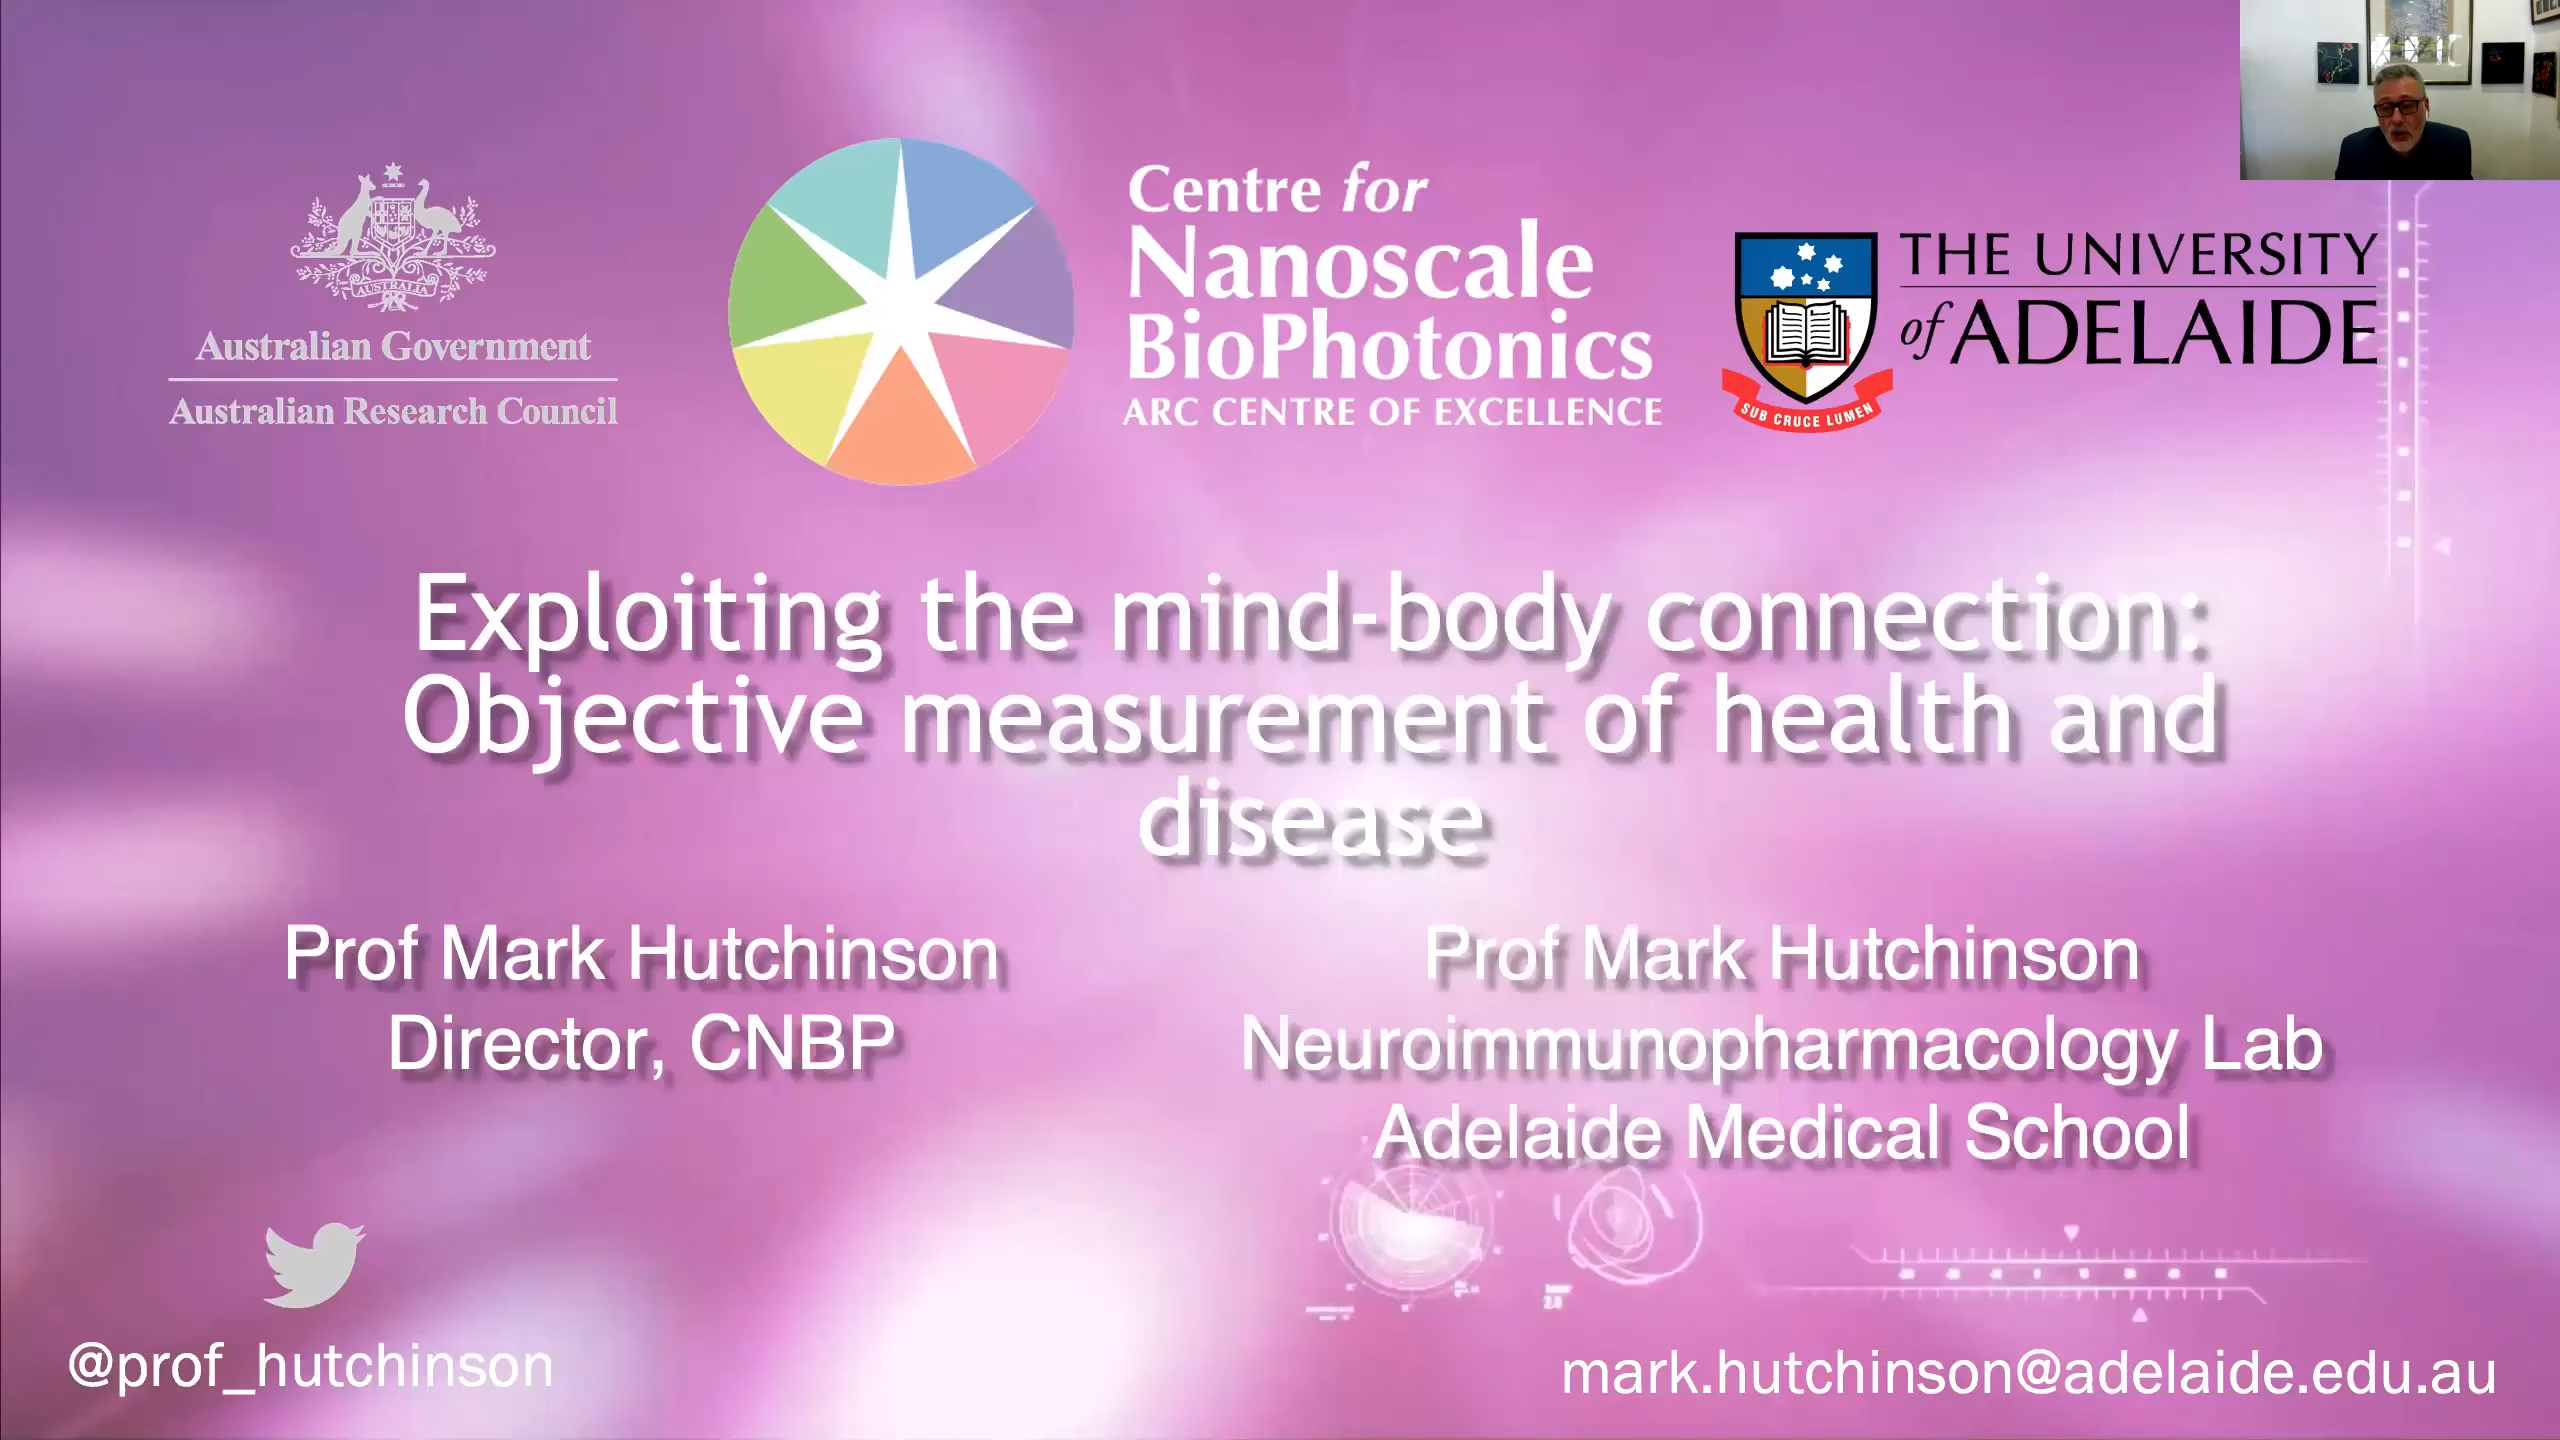 AUSTRALIA
Australian Government
Australian Research Council
Centre for
Nanoscale
BioPhotonics
ARC CENTRE OF EXCELLENCE
THE UNIVERSITY
of ADELAIDE
SUB CRUCE LUMEN
Exploiting the mind-body connection:
Objective measurement of health and
disease
Prof Mark Hutchinson
Director, CNBP
Prof Mark Hutchinson
Neuroimmunopharmacology Lab
Adelaide Medical School
@prof_hutchinson
mark.hutchinson@adelaide.edu.au